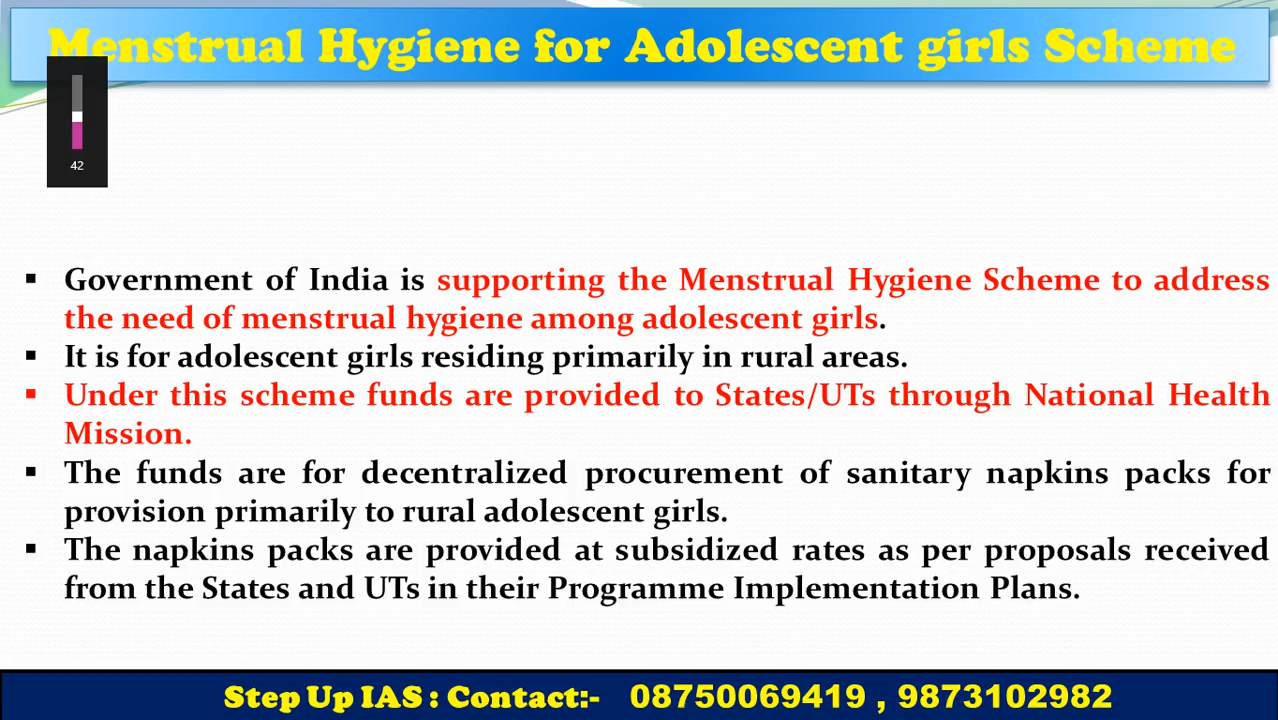 Menstrual Hygiene for Adolescent girls Scheme
42
▪ Government of India is supporting the Menstrual Hygiene Scheme to address
the need of menstrual hygiene among adolescent girls.
▪ It is for adolescent girls residing primarily in rural areas.
▪ Under this scheme funds are provided to States/UTs through National Health
Mission.
▪ The funds are for decentralized procurement of sanitary napkins packs for
provision primarily to rural adolescent girls.
▪ The napkins packs are provided at subsidized rates as per proposals received
from the States and UTs in their Programme Implementation Plans.
Step Up IAS : Contact:- 08750069419 , 9873102982